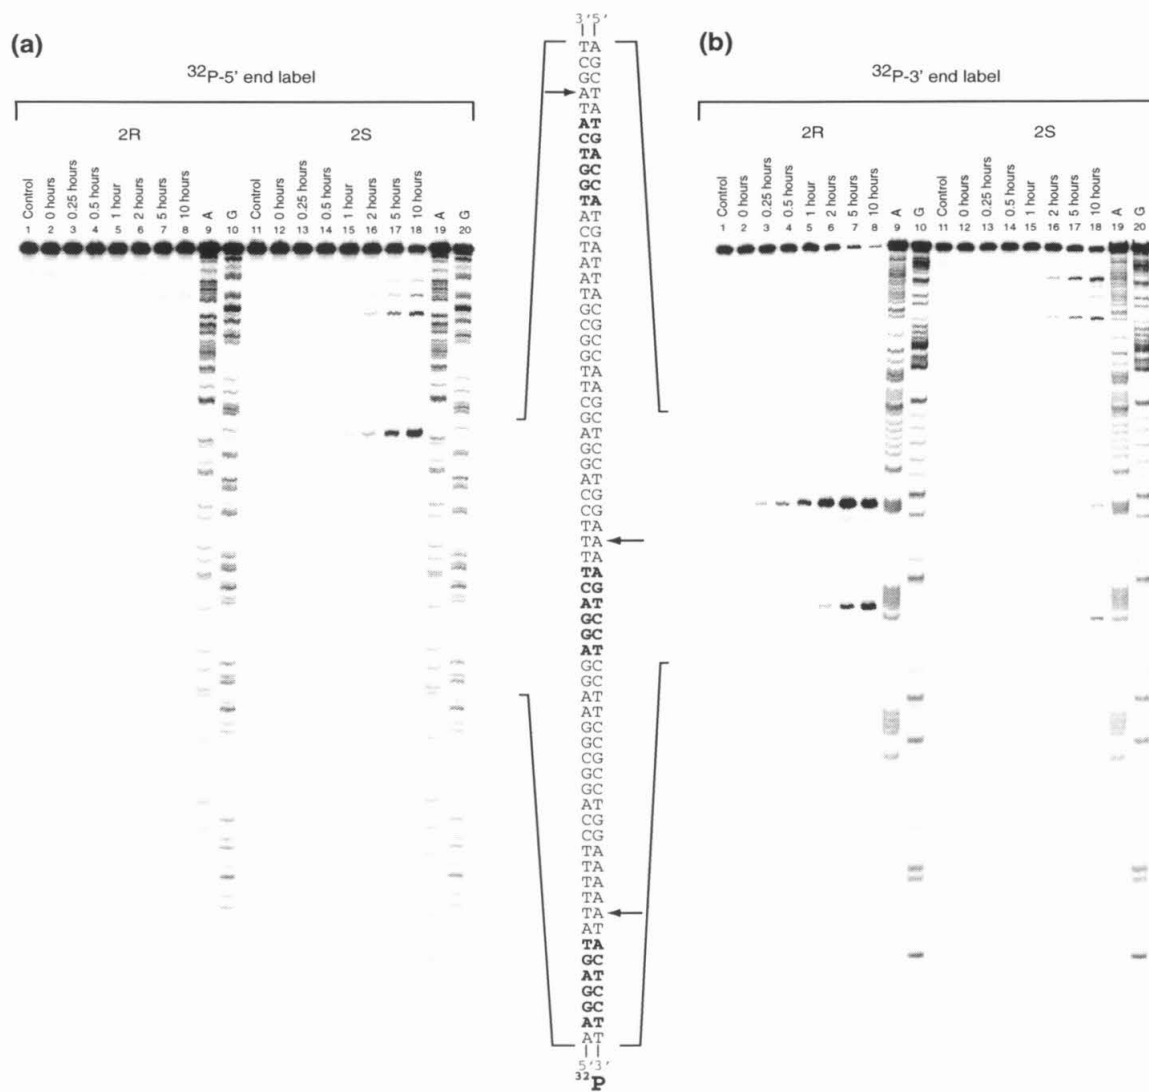 (a)
32P-5' end label
2R
2S
Control
0 hours
0.25 hours
0.5 hours
1 hour
2 hours
5 hours
10 hours
A
G
Control
0 hours
0.25 hours
0.5 hours
1 hour
2 hours
5 hours
10 hours
A
G
1 2 3 4 5 6 7 8 9 10 11 12 13 14 15 16 17 18 19 20
3'5'
TA
CG
GC
AT
TA
AT
CG
TA
GC
GC
TA
AT
CG
TA
AT
AT
TA
GC
CG
GC
GC
TA
TA
CG
GC
AT
GC
GC
AT
CG
CG
TA
TA
TA
TA
CG
AT
GC
GC
AT
GC
GC
AT
AT
GC
GC
CG
GC
GC
AT
CG
CG
TA
TA
TA
TA
TA
AT
TA
GC
AT
GC
GC
AT
AT
5'3'
32P
(b)
32P-3' end label
2R
2S
Control
0 hours
0.25 hours
0.5 hours
1 hour
2 hours
5 hours
10 hours
A
G
Control
0 hours
0.25 hours
0.5 hours
1 hour
2 hours
5 hours
10 hours
A
G
1 2 3 4 5 6 7 8 9 10 11 12 13 14 15 16 17 18 19 20